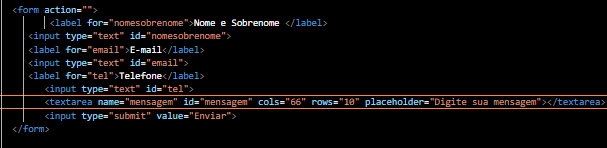 <form action="">
<label for="nomesobrenome">Nome e Sobrenome </label>
<input type="text" id="nomesobrenome">
<label for="email">E-mail</label>
<input type="text" id="email">
<label for="tel">Telefone</label>
<input type="text" id="tel">
<textarea name="mensagem" id="mensagem" cols="66" rows="10" placeholder="Digite sua mensagem"></textarea>
<input type="submit" value="Enviar">
</form>